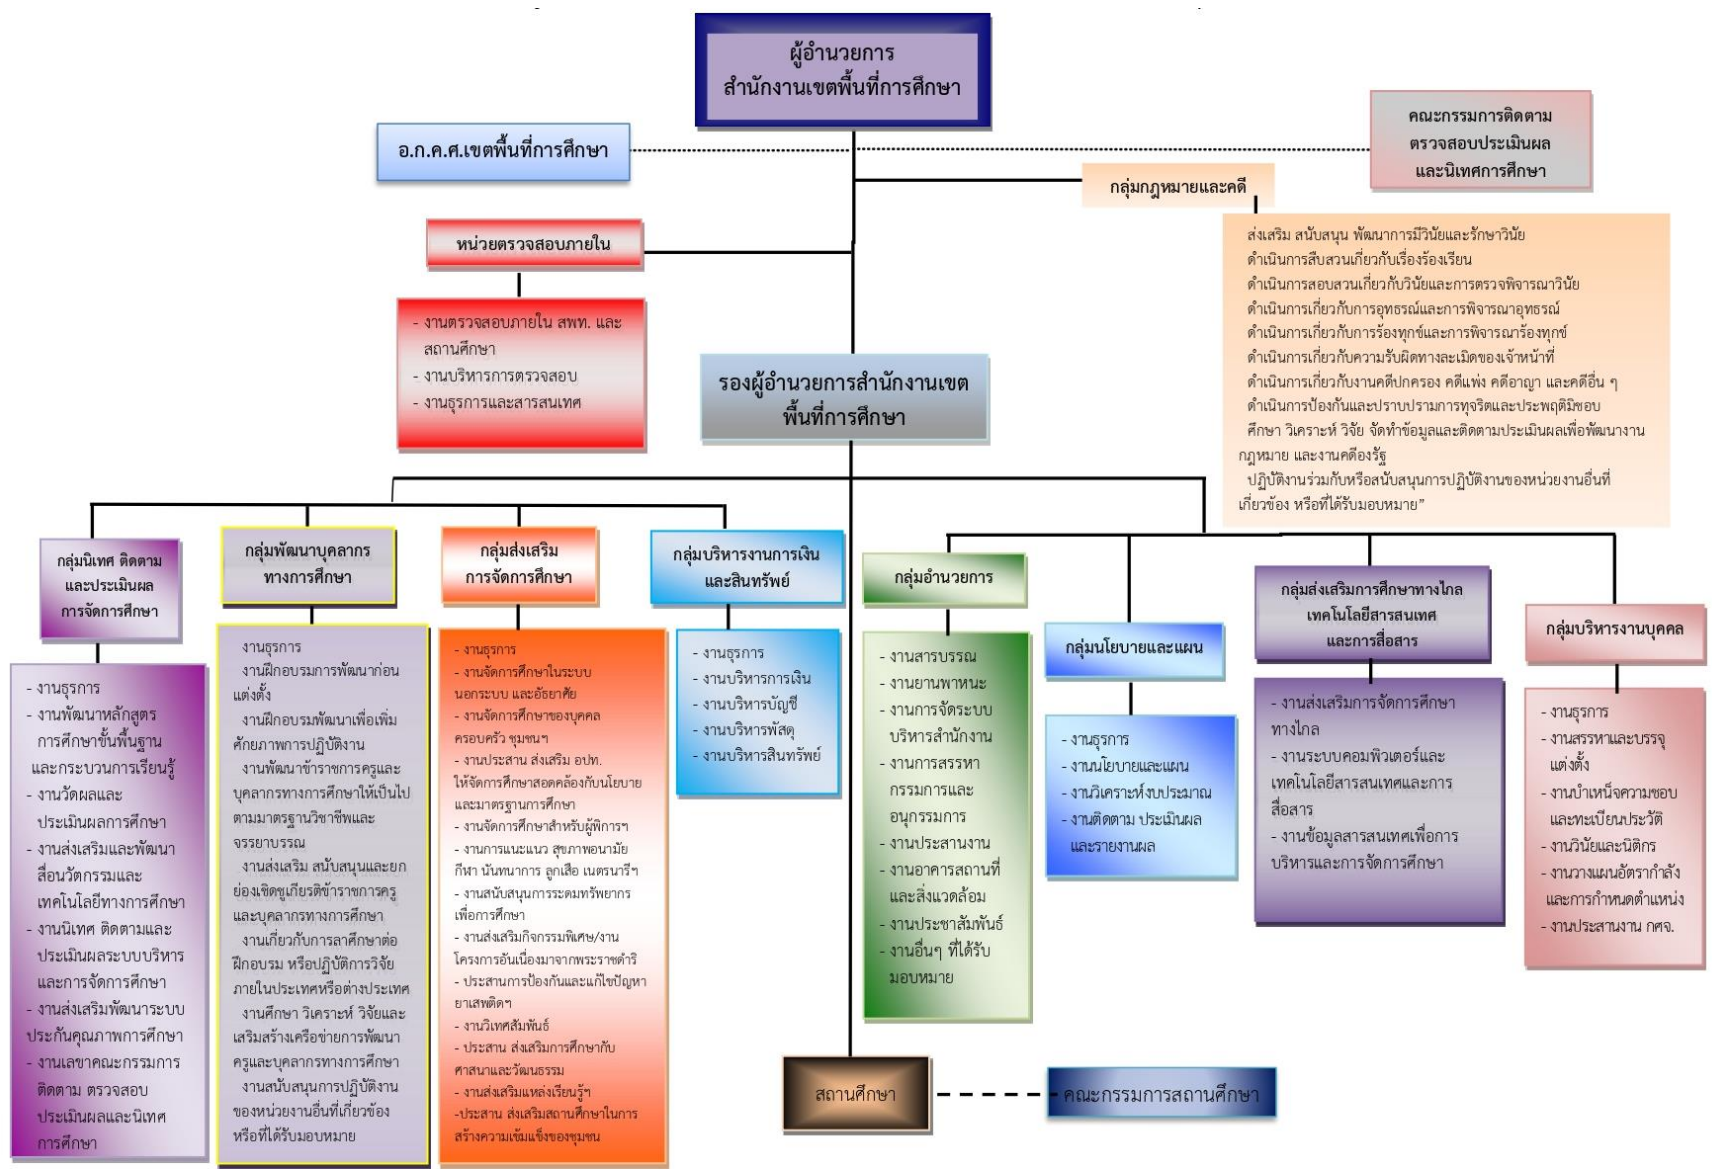 ผู้อำนวยการ
สำนักงานเขตพื้นที่การศึกษา
อ.ก.ค.ศ.เขตพื้นที่การศึกษา
คณะกรรมการติดตาม
ตรวจสอบประเมินผล
และนิเทศการศึกษา
กลุ่มกฎหมายและคดี
ส่งเสริม สนับสนุน พัฒนาการมีวินัยและรักษาวินัย
ดำเนินการสืบสวนเกี่ยวกับเรื่องร้องเรียน
ดำเนินการสอบสวนเกี่ยวกับวินัยและการตรวจพิจารณาวินัย
ดำเนินการเกี่ยวกับการอุทธรณ์และการพิจารณาอุทธรณ์
ดำเนินการเกี่ยวกับการร้องทุกข์และการพิจารณาร้องทุกข์
ดำเนินการเกี่ยวกับความรับผิดทางละเมิดของเจ้าหน้าที่
ดำเนินการเกี่ยวกับงานคดีปกครอง คดีแพ่ง คดีอาญา และคดีอื่น ๆ
ดำเนินการป้องกันและปราบปรามการทุจริตและประพฤติมิชอบ
ศึกษา วิเคราะห์ วิจัย จัดทำข้อมูลและติดตามประเมินผลเพื่อพัฒนางาน
กฎหมาย และงานคดีองรัฐ
ปฏิบัติงานร่วมกับหรือสนับสนุนการปฏิบัติงานของหน่วยงานอื่นที่
เกี่ยวข้อง หรือที่ได้รับมอบหมาย”
หน่วยตรวจสอบภายใน
- งานตรวจสอบภายใน สพท. และ
สถานศึกษา
- งานบริหารการตรวจสอบ
- งานธุรการและสารสนเทศ
รองผู้อำนวยการสำนักงานเขต
พื้นที่การศึกษา
กลุ่มนิเทศ ติดตาม
และประเมินผล
การจัดการศึกษา
- งานธุรการ
- งานพัฒนาหลักสูตร
การศึกษาขั้นพื้นฐาน
และกระบวนการเรียนรู้
- งานวัดผลและ
ประเมินผลการศึกษา
- งานส่งเสริมและพัฒนา
สื่อนวัตกรรมและ
เทคโนโลยีทางการศึกษา
- งานนิเทศ ติดตามและ
ประเมินผลระบบบริหาร
และการจัดการศึกษา
- งานส่งเสริมพัฒนาระบบ
ประกันคุณภาพการศึกษา
- งานเลขาคณะกรรมการ
ติดตาม ตรวจสอบ
ประเมินผลและนิเทศ
การศึกษา
กลุ่มพัฒนาบุคลากร
ทางการศึกษา
งานธุรการ
งานฝึกอบรมการพัฒนาก่อน
แต่งตั้ง
งานฝึกอบรมพัฒนาเพื่อเพิ่ม
ศักยภาพการปฏิบัติงาน
งานพัฒนาข้าราชการครูและ
บุคลากรทางการศึกษาให้เป็นไป
ตามมาตรฐานวิชาชีพและ
จรรยาบรรณ
งานส่งเสริม สนับสนุนและยก
ย่องเชิดชูเกียรติข้าราชการครู
และบุคลากรทางการศึกษา
งานเกี่ยวกับการลาศึกษาต่อ
ฝึกอบรม หรือปฏิบัติการวิจัย
ภายในประเทศหรือต่างประเทศ
งานศึกษา วิเคราะห์ วิจัยและ
เสริมสร้างเครือข่ายการพัฒนา
ครูและบุคลากรทางการศึกษา
งานสนับสนุนการปฏิบัติงาน
ของหน่วยงานอื่นที่เกี่ยวข้อง
หรือที่ได้รับมอบหมาย
กลุ่มส่งเสริม
การจัดการศึกษา
- งานธุรการ
- งานจัดการศึกษาในระบบ
นอกระบบ และอัธยาศัย
- งานจัดการศึกษาของบุคคล
ครอบครัว ชุมชนฯ
- งานประสาน ส่งเสริม อปท.
ให้จัดการศึกษาสอดคล้องกับนโยบาย
และมาตรฐานการศึกษา
- งานจัดการศึกษาสำหรับผู้พิการฯ
- งานการแนะแนว สุขภาพอนามัย
กีฬา นันทนาการ ลูกเสือ เนตรนารีฯ
- งานสนับสนุนการระดมทรัพยากร
เพื่อการศึกษา
- งานส่งเสริมกิจกรรมพิเศษ/งาน
โครงการอันเนื่องมาจากพระราชดำริ
- ประสานการป้องกันและแก้ไขปัญหา
ยาเสพติดฯ
- งานวิเทศสัมพันธ์
- ประสาน ส่งเสริมการศึกษากับ
ศาสนาและวัฒนธรรม
- งานส่งเสริมแหล่งเรียนรู้ฯ
-ประสาน ส่งเสริมสถานศึกษาในการ
สร้างความเข้มแข็งของชุมชน
กลุ่มบริหารงานการเงิน
และสินทรัพย์
- งานธุรการ
- งานบริหารการเงิน
- งานบริหารบัญชี
- งานบริหารพัสดุ
- งานบริหารสินทรัพย์
กลุ่มอำนวยการ
- งานสารบรรณ
- งานยานพาหนะ
- งานการจัดระบบ
บริหารสำนักงาน
- งานการสรรหา
กรรมการและ
อนุกรรมการ
- งานประสานงาน
- งานอาคารสถานที่
และสิ่งแวดล้อม
- งานประชาสัมพันธ์
- งานอื่นๆ ที่ได้รับ
มอบหมาย
กลุ่มนโยบายและแผน
- งานธุรการ
- งานนโยบายและแผน
- งานวิเคราะห์งบประมาณ
- งานติดตาม ประเมินผล
และรายงานผล
กลุ่มส่งเสริมการศึกษาทางไกล
เทคโนโลยีสารสนเทศ
และการสื่อสาร
- งานส่งเสริมการจัดการศึกษา
ทางไกล
- งานระบบคอมพิวเตอร์และ
เทคโนโลยีสารสนเทศและการ
สื่อสาร
- งานข้อมูลสารสนเทศเพื่อการ
บริหารและการจัดการศึกษา
กลุ่มบริหารงานบุคคล
- งานธุรการ
- งานสรรหาและบรรจุ
แต่งตั้ง
- งานบำเหน็จความชอบ
และทะเบียนประวัติ
- งานวินัยและนิติกร
- งานวางแผนอัตรากำลัง
และการกำหนดตำแหน่ง
- งานประสานงาน กศจ.
สถานศึกษา
คณะกรรมการสถานศึกษา